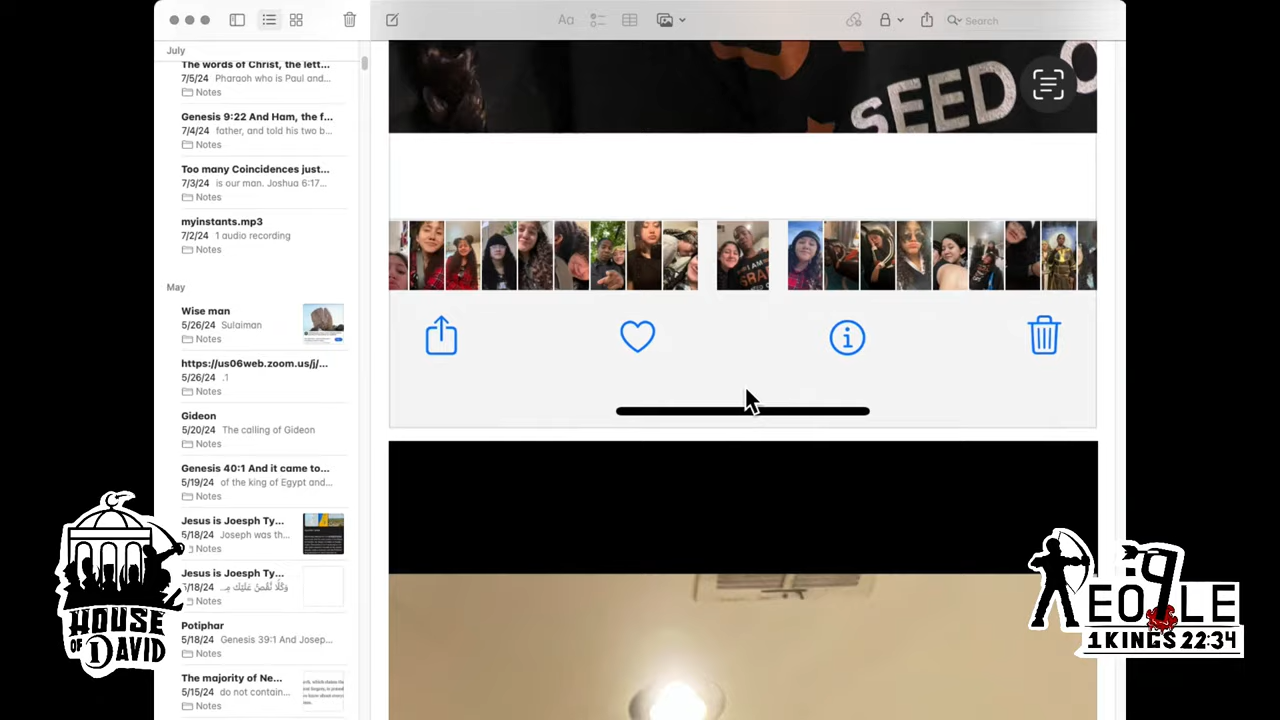 Aa
Search
July
The words of Christ, the lett...
7/5/24 Pharaoh who is Paul and...
Notes
Genesis 9:22 And Ham, the f...
7/4/24 father, and told his two b...
Notes
Too many Coincidences just...
7/3/24 is our man. Joshua 6:17...
Notes
myinstants.mp3
7/2/24 1 audio recording
Notes
May
Wise man
5/26/24 Sulaiman
Notes
https://us06web.zoom.us/j/...
5/26/24 .1
Notes
Gideon
5/20/24 The calling of Gideon
Notes
Genesis 40:1 And it came to...
5/19/24 of the king of Egypt and...
Notes
Jesus is Joesph Ty...
5/18/24 Joseph was th...
Notes
Jesus is Joesph Ty...
5/18/24 وَكُلًّا نَّقُصُّ عَلَيْكَ مِـ...
Notes
Potiphar
5/18/24 Genesis 39:1 And Josep...
Notes
The majority of Ne...
5/15/24 do not contain...
Notes
SEED
I AM
HOUSE
OF DAVID
1 KINGS 22:34